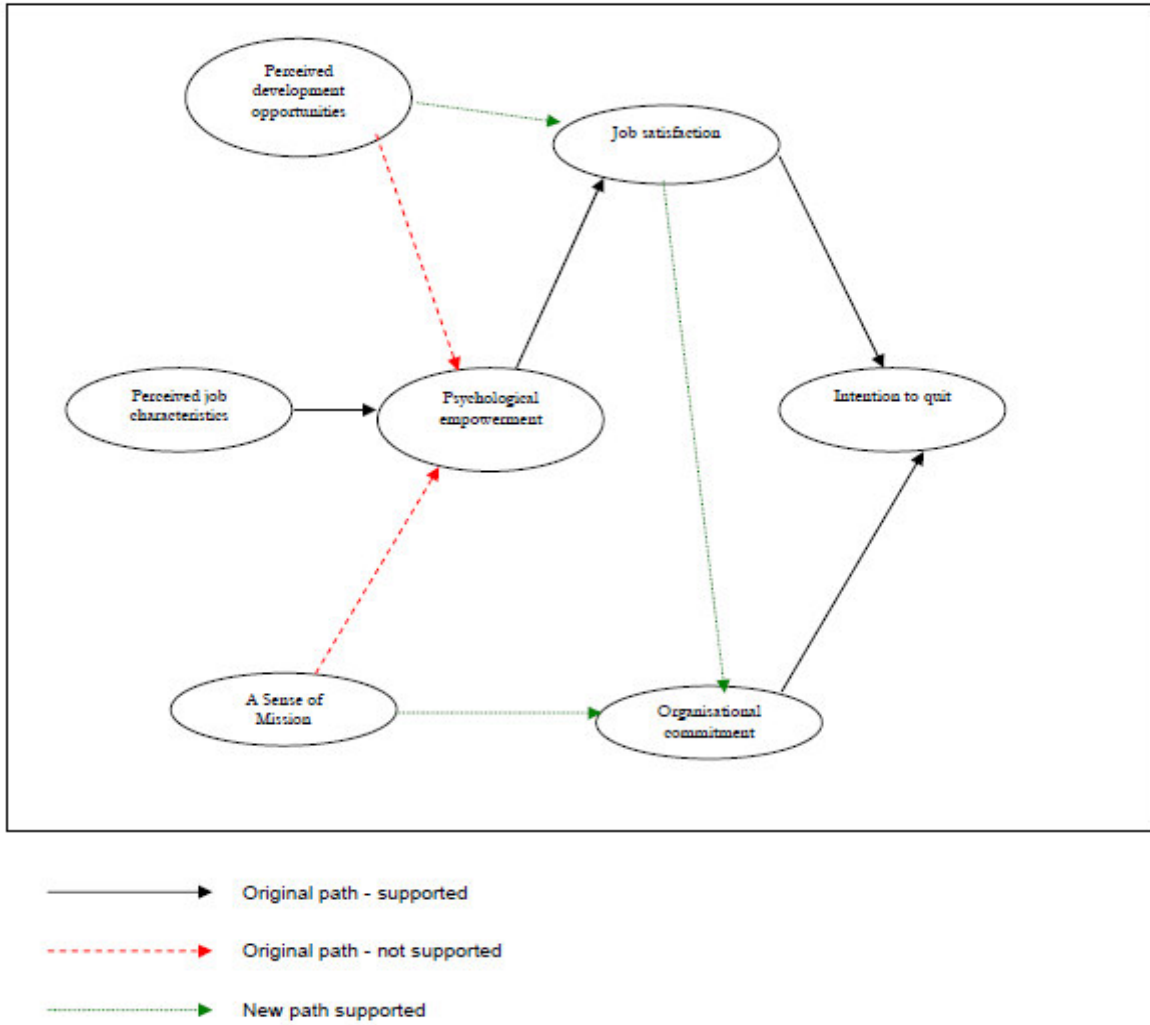 Perceived
development
opportunities
Job satisfaction
Perceived job
characteristics
Psychological
empowerment
Intention to quit
A Sense of
Mission
Organisational
commitment
Original path - supported
Original path - not supported
New path supported